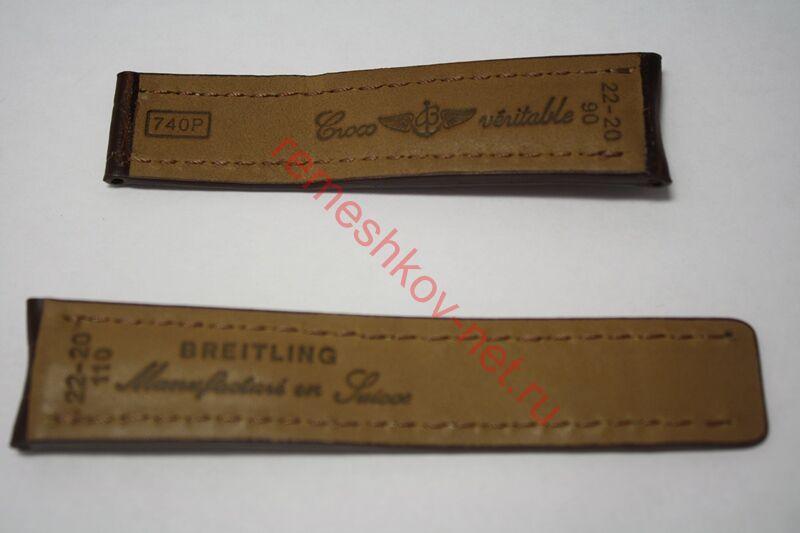 740P
Croco véritable
22-20
90
22-20
110
BREITLING
Manufacturé en Suisse
remeshkov-net.ru